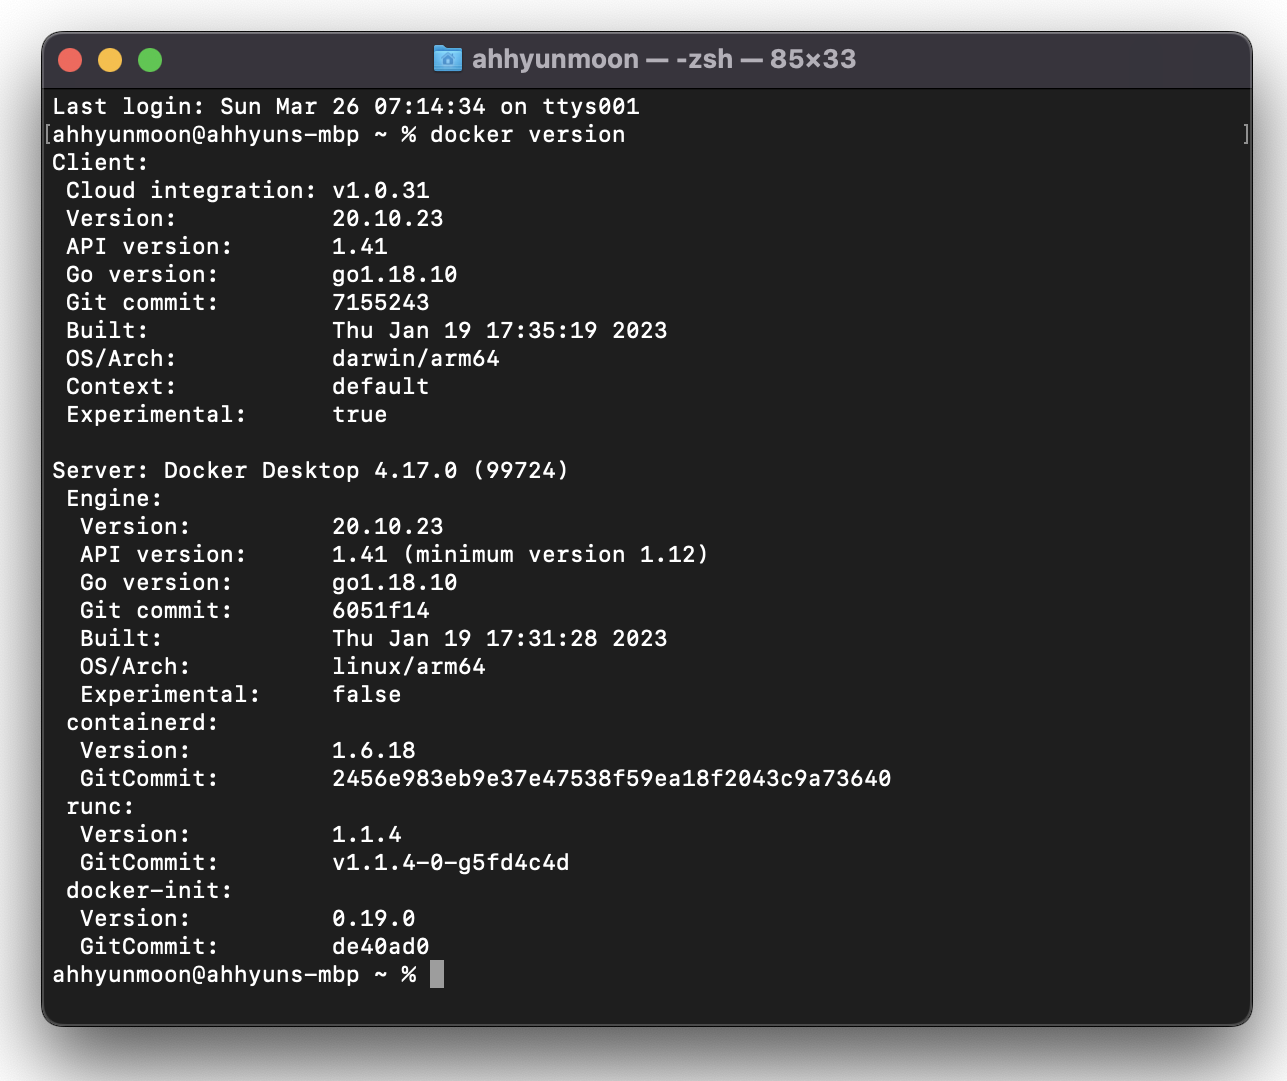 ahhyunmoon — -zsh — 85×33
Last login: Sun Mar 26 07:14:34 on ttys001
[ahhyunmoon@ahhyuns-mbp ~ % docker version ]
Client:
 Cloud integration: v1.0.31
 Version:           20.10.23
 API version:       1.41
 Go version:        go1.18.10
 Git commit:        7155243
 Built:             Thu Jan 19 17:35:19 2023
 OS/Arch:           darwin/arm64
 Context:           default
 Experimental:      true

Server: Docker Desktop 4.17.0 (99724)
 Engine:
  Version:          20.10.23
  API version:      1.41 (minimum version 1.12)
  Go version:       go1.18.10
  Git commit:       6051f14
  Built:            Thu Jan 19 17:31:28 2023
  OS/Arch:          linux/arm64
  Experimental:     false
 containerd:
  Version:          1.6.18
  GitCommit:        2456e983eb9e37e47538f59ea18f2043c9a73640
 runc:
  Version:          1.1.4
  GitCommit:        v1.1.4-0-g5fd4c4d
 docker-init:
  Version:          0.19.0
  GitCommit:        de40ad0
ahhyunmoon@ahhyuns-mbp ~ %